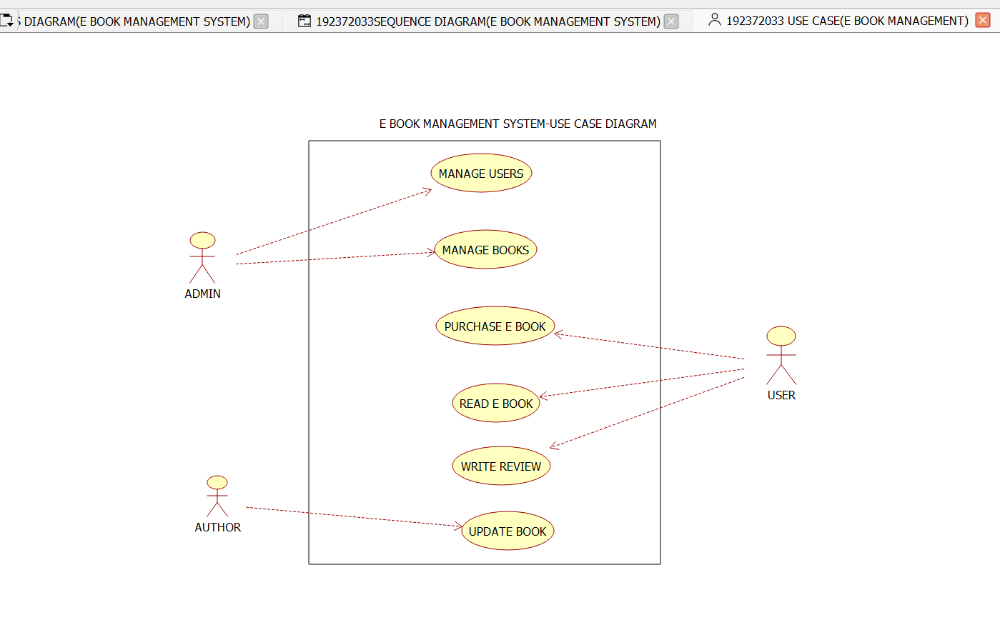 DIAGRAM(E BOOK MANAGEMENT SYSTEM)
192372033SEQUENCE DIAGRAM(E BOOK MANAGEMENT SYSTEM)
192372033 USE CASE(E BOOK MANAGEMENT)
E BOOK MANAGEMENT SYSTEM-USE CASE DIAGRAM
MANAGE USERS
MANAGE BOOKS
ADMIN
PURCHASE E BOOK
USER
READ E BOOK
WRITE REVIEW
AUTHOR
UPDATE BOOK